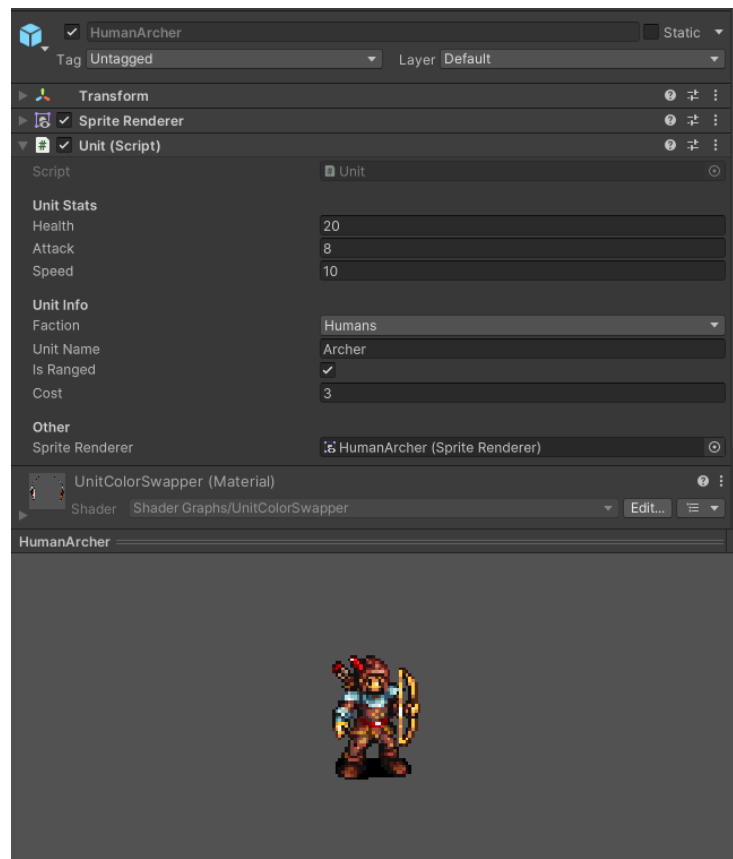 HumanArcher Static
Tag Untagged Layer Default
Transform
Sprite Renderer
# Unit (Script)
Script # Unit
Unit Stats
Health 20
Attack 8
Speed 10
Unit Info
Faction Humans
Unit Name Archer
Is Ranged
Cost 3
Other
Sprite Renderer HumanArcher (Sprite Renderer)
UnitColorSwapper (Material)
Shader Shader Graphs/UnitColorSwapper Edit...
HumanArcher